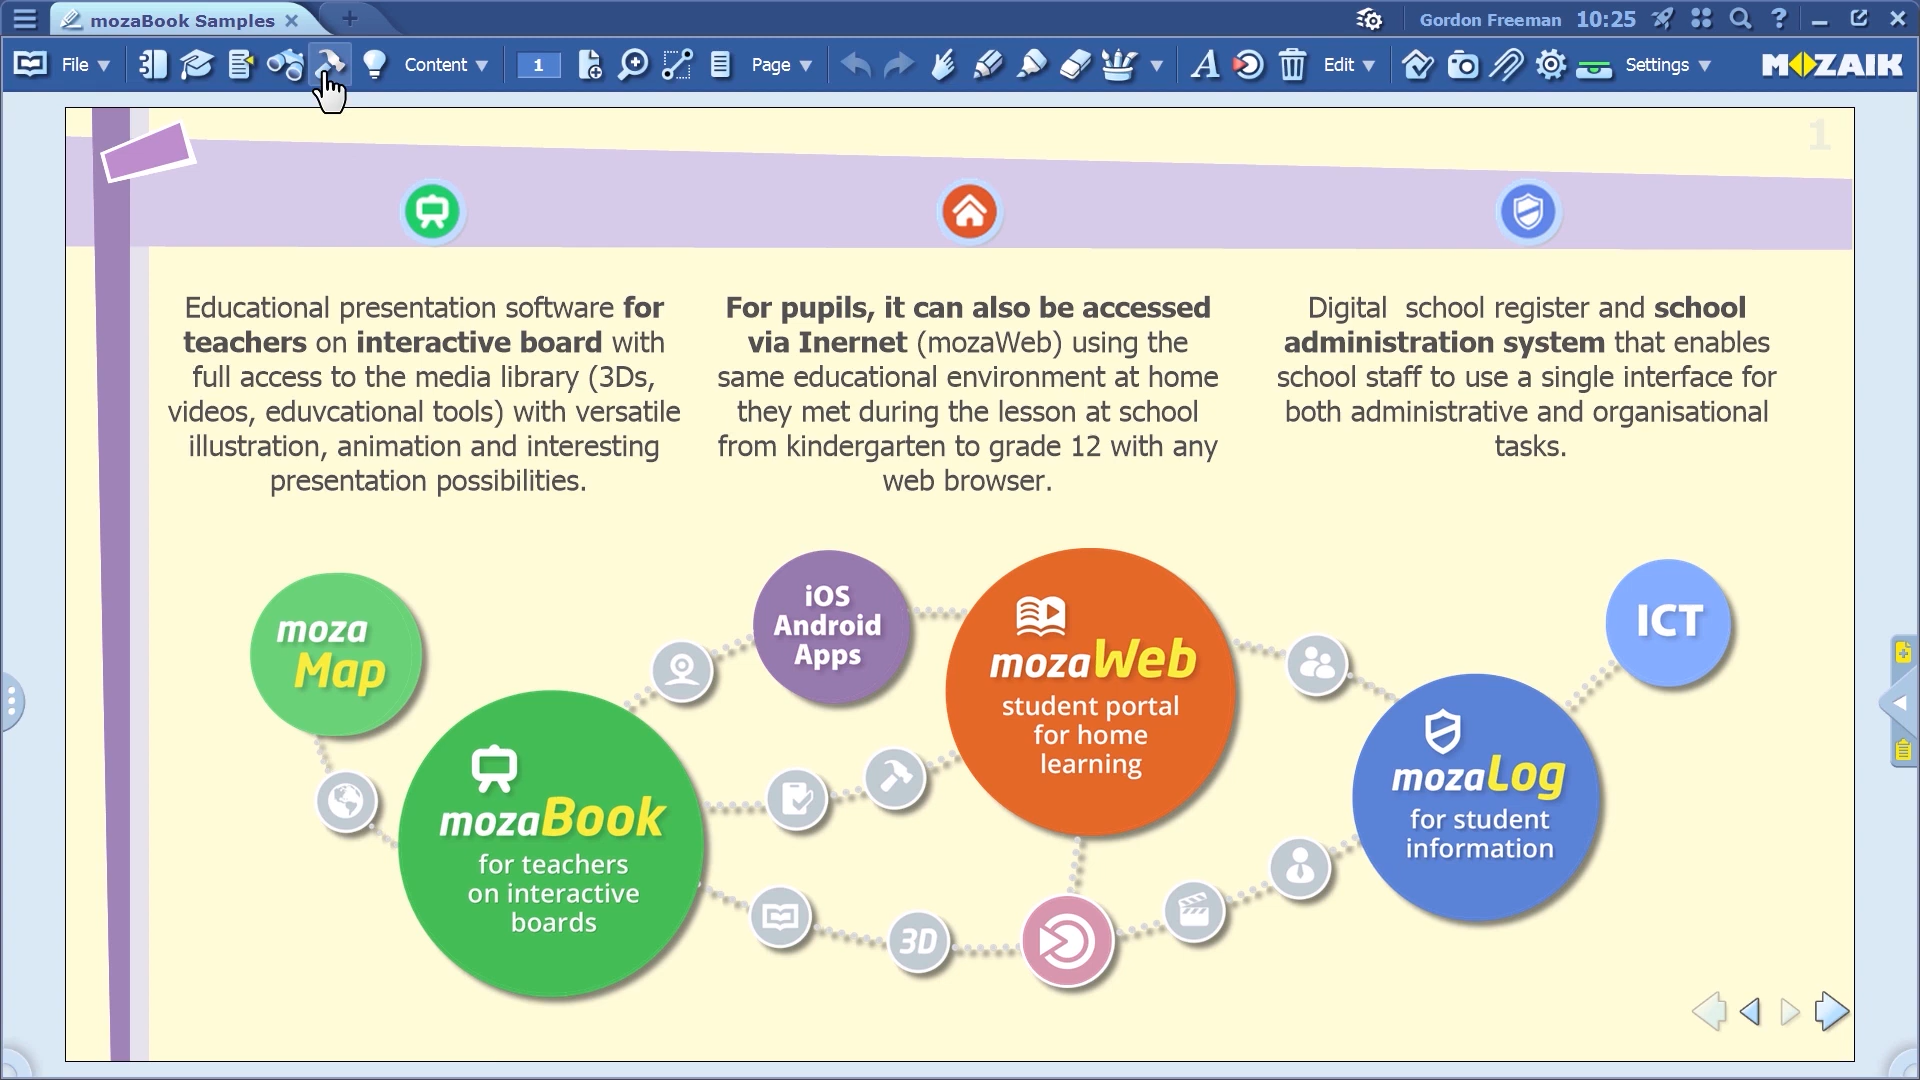 mozaBook Samples
Gordon Freeman 10:25
File Content 1 Page Edit Settings MOZAIK
1
Educational presentation software for
teachers on interactive board with
full access to the media library (3Ds,
videos, eduvcational tools) with versatile
illustration, animation and interesting
presentation possibilities.
For pupils, it can also be accessed
via Inernet (mozaWeb) using the
same educational environment at home
they met during the lesson at school
from kindergarten to grade 12 with any
web browser.
Digital school register and school
administration system that enables
school staff to use a single interface for
both administrative and organisational
tasks.
moza
Map
mozaBook
for teachers
on interactive
boards
iOS
Android
Apps
mozaWeb
student portal
for home
learning
3D
mozaLog
for student
information
ICT